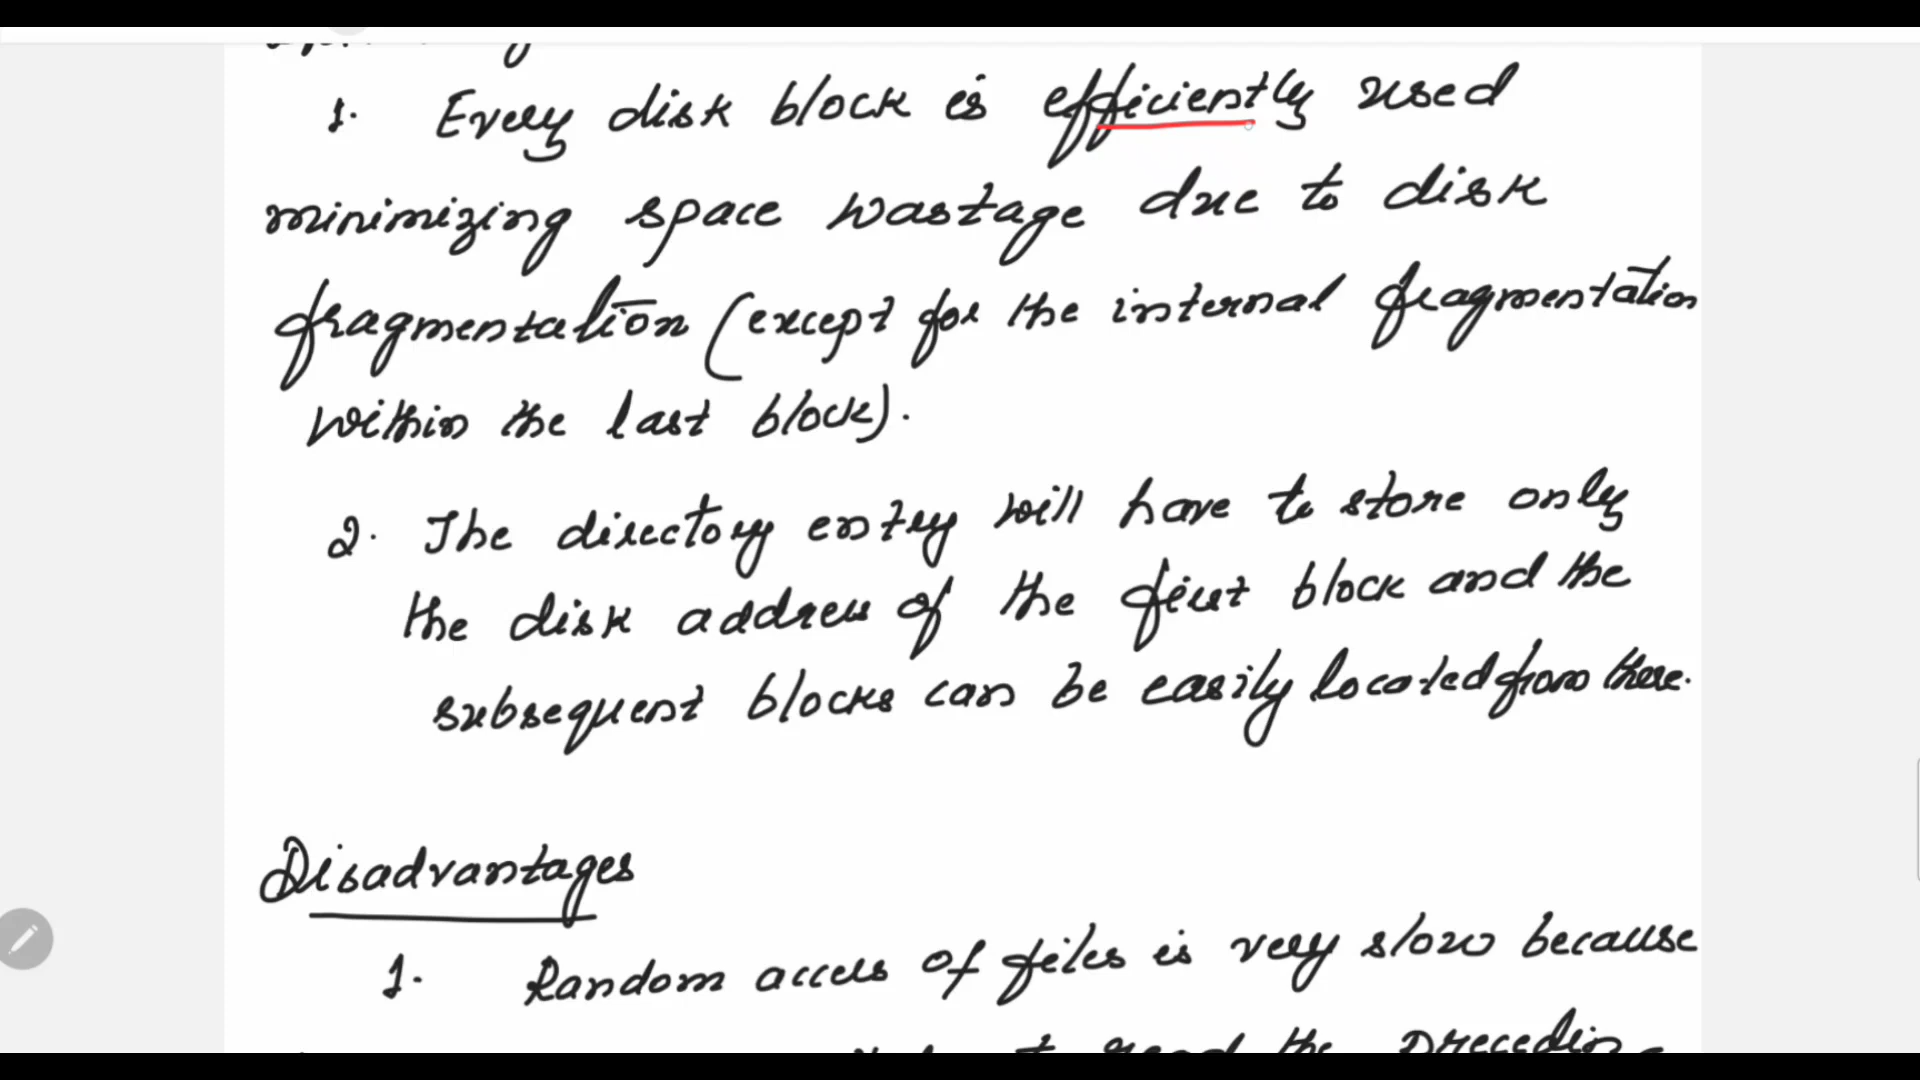 1. Every disk block is efficiently used
minimizing space wastage due to disk
fragmentation (except for the internal fragmentation
within the last block).
2. The directory entry will have to store only
the disk address of the first block and the
subsequent blocks can be easily located from there.
Disadvantages
1. Random access of files is very slow because
read the preceding